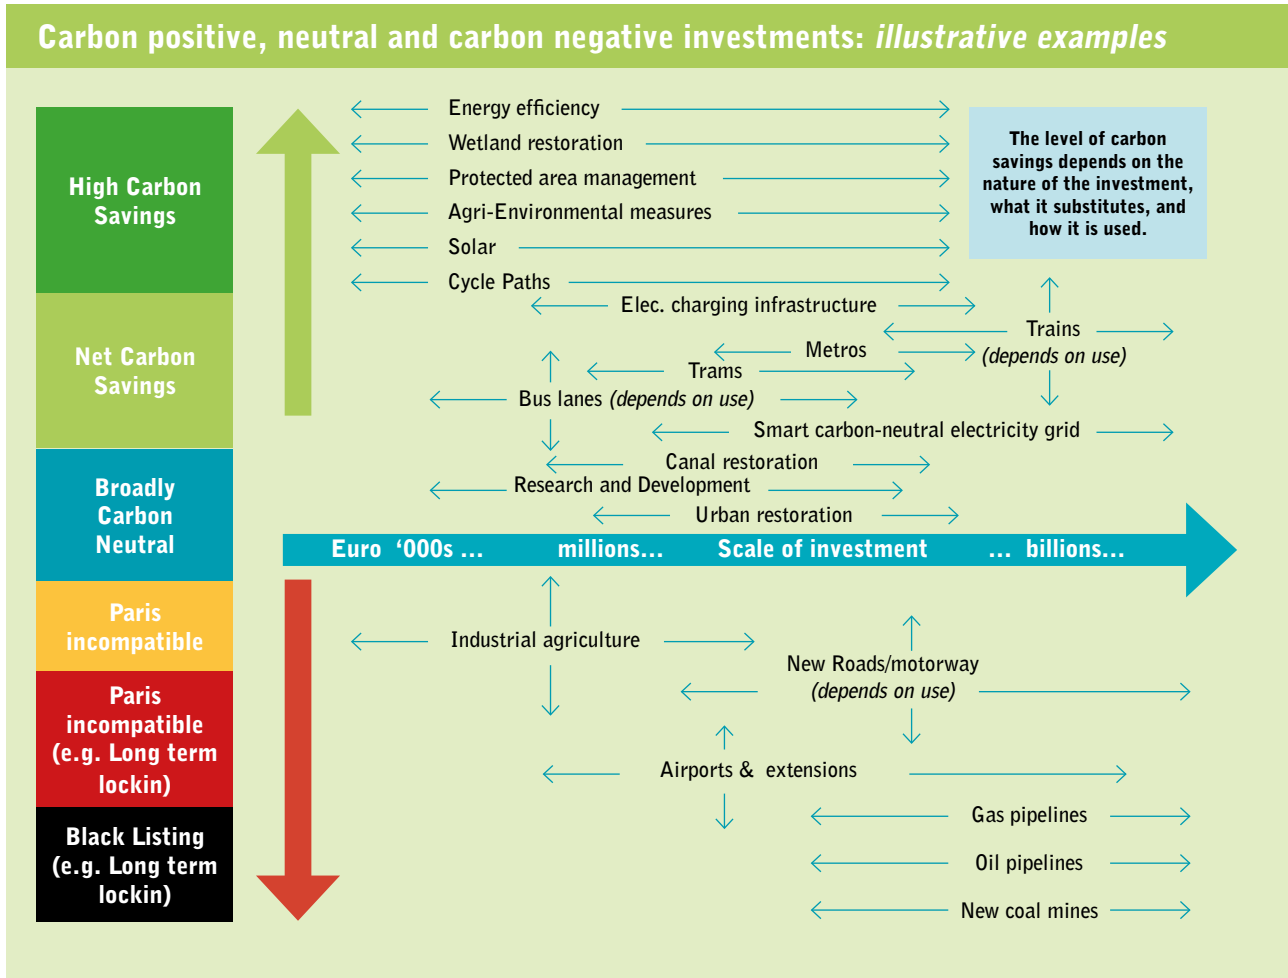 Carbon positive, neutral and carbon negative investments: illustrative examples
High Carbon
Savings
Net Carbon
Savings
Broadly
Carbon
Neutral
Paris
incompatible
Paris
incompatible
(e.g. Long term
lockin)
Black Listing
(e.g. Long term
lockin)
Energy efficiency
Wetland restoration
Protected area management
Agri-Environmental measures
Solar
Cycle Paths
The level of carbon
savings depends on the
nature of the investment,
what it substitutes, and
how it is used.
Elec. charging infrastructure
Trains
(depends on use)
Metros
Trams
Bus lanes (depends on use)
Smart carbon-neutral electricity grid
Canal restoration
Research and Development
Urban restoration
Euro ‘000s ... millions... Scale of investment ... billions...
Industrial agriculture
New Roads/motorway
(depends on use)
Airports & extensions
Gas pipelines
Oil pipelines
New coal mines